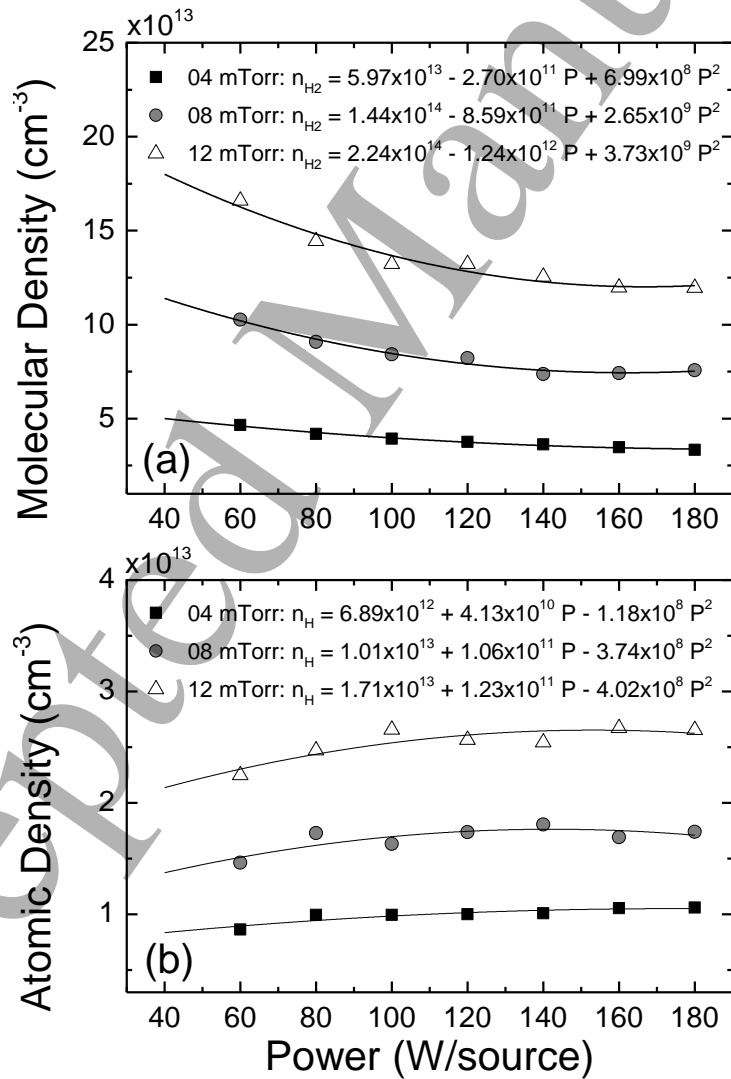 x10^13
25
20
15
10
5
Molecular Density (cm^-3)
04 mTorr: n_H2 = 5.97x10^13 - 2.70x10^11 P + 6.99x10^8 P^2
08 mTorr: n_H2 = 1.44x10^14 - 8.59x10^11 P + 2.65x10^9 P^2
12 mTorr: n_H2 = 2.24x10^14 - 1.24x10^12 P + 3.73x10^9 P^2
(a)
40 60 80 100 120 140 160 180
x10^13
4
3
2
1
Atomic Density (cm^-3)
04 mTorr: n_H = 6.89x10^12 + 4.13x10^10 P - 1.18x10^8 P^2
08 mTorr: n_H = 1.01x10^13 + 1.06x10^11 P - 3.74x10^8 P^2
12 mTorr: n_H = 1.71x10^13 + 1.23x10^11 P - 4.02x10^8 P^2
(b)
40 60 80 100 120 140 160 180
Power (W/source)
epted Manu